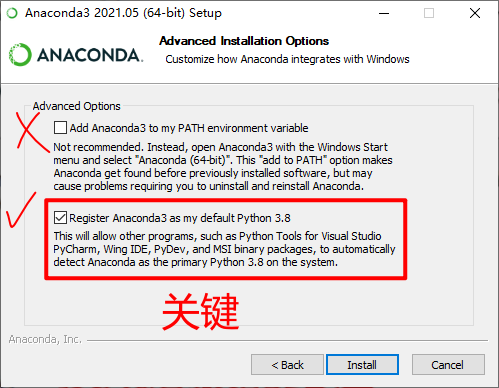 Anaconda3 2021.05 (64-bit) Setup
ANACONDA.
Advanced Installation Options
Customize how Anaconda integrates with Windows
Advanced Options
Add Anaconda3 to my PATH environment variable
Not recommended. Instead, open Anaconda3 with the Windows Start
menu and select "Anaconda (64-bit)". This "add to PATH" option makes
Anaconda get found before previously installed software, but may
cause problems requiring you to uninstall and reinstall Anaconda.
Register Anaconda3 as my default Python 3.8
This will allow other programs, such as Python Tools for Visual Studio
PyCharm, Wing IDE, PyDev, and MSI binary packages, to automatically
detect Anaconda as the primary Python 3.8 on the system.
关键
Anaconda, Inc.
< Back
Install
Cancel